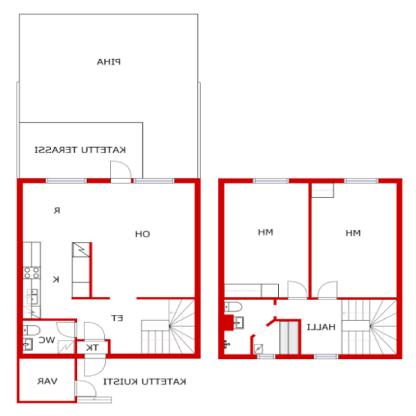 PIHA
KATETTU TERASSI
R
OH
K
ET
WC
TK
VAR
KATETTU KUISTI
MH
MH
HALLI